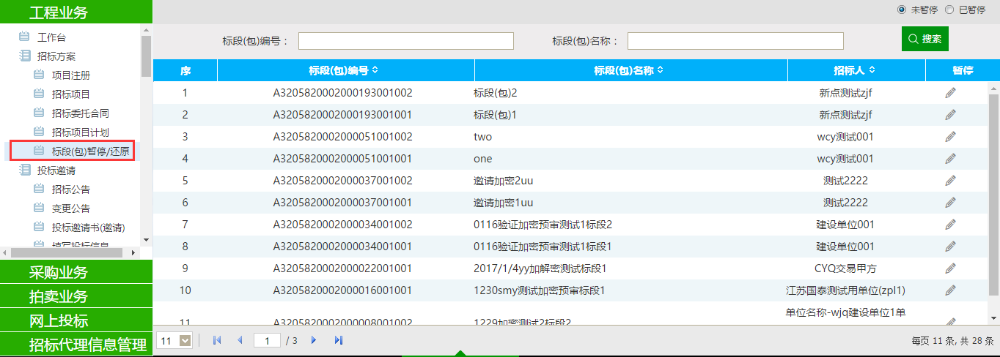 工程业务
工作台
招标方案
项目注册
招标项目
招标委托合同
招标项目计划
标段(包)暂停/还原
投标邀请
招标公告
变更公告
投标邀请书(邀请)
填写投标信息
采购业务
拍卖业务
网上投标
招标代理信息管理
未暂停 已暂停
标段(包)编号： 标段(包)名称： 搜索
序 标段(包)编号 标段(包)名称 招标人 暂停
1 A3205820002000193001002 标段(包)2 新点测试zjf
2 A3205820002000193001001 标段(包)1 新点测试zjf
3 A3205820002000051001002 two wcy测试001
4 A3205820002000051001001 one wcy测试001
5 A3205820002000037001002 邀请加密2uu 测试2222
6 A3205820002000037001001 邀请加密1uu 测试2222
7 A3205820002000034001002 0116验证加密预审测试1标段2 建设单位001
8 A3205820002000034001001 0116验证加密预审测试1标段1 建设单位001
9 A3205820002000022001001 2017/1/4yy加解密测试标段1 CYQ交易甲方
10 A3205820002000016001001 1230smy测试加密预审标段1 江苏国泰测试用单位(zpl1)
11 A3205820002000008001002 1229加密测试2标段2 单位名称-wjq建设单位1单
11 1 / 3 每页 11 条, 共 28 条